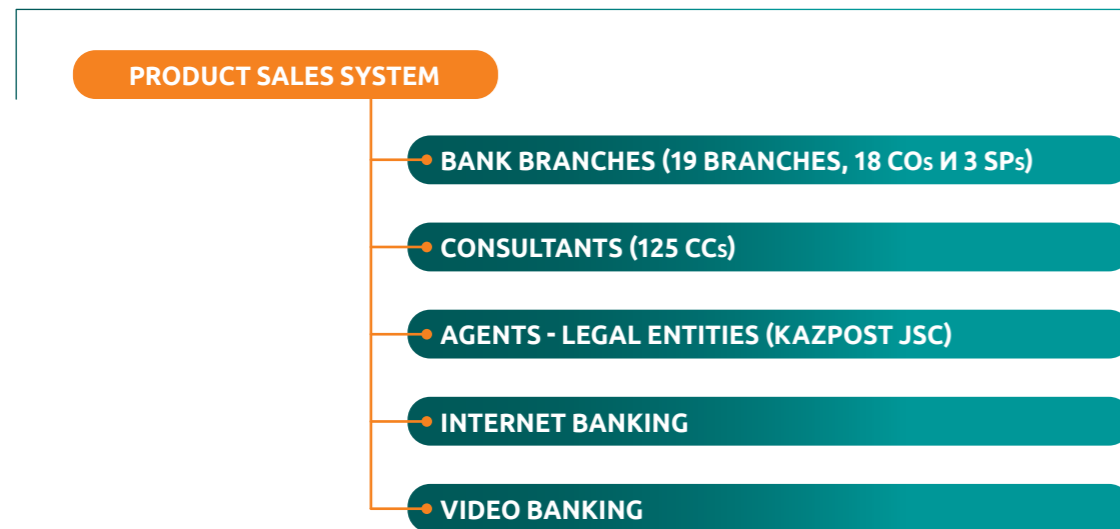 PRODUCT SALES SYSTEM
BANK BRANCHES (19 BRANCHES, 18 COs И 3 SPs)
CONSULTANTS (125 CCs)
AGENTS - LEGAL ENTITIES (KAZPOST JSC)
INTERNET BANKING
VIDEO BANKING